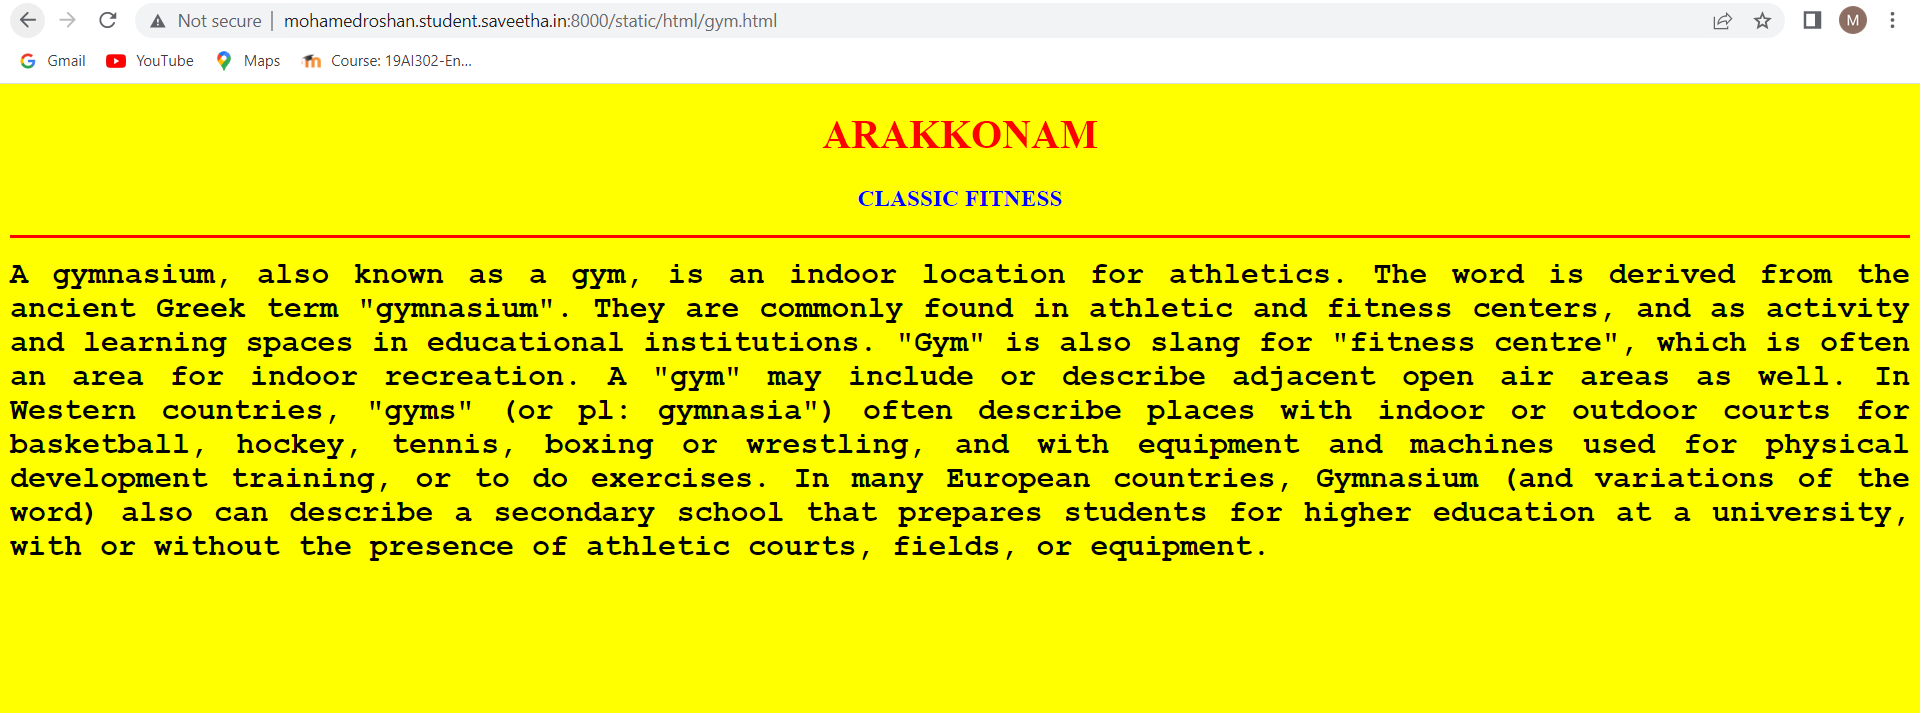 Not secure | mohamedroshan.student.saveetha.in:8000/static/html/gym.html
M
Gmail YouTube Maps Course: 19AI302-En...
ARAKKONAM
CLASSIC FITNESS
A gymnasium, also known as a gym, is an indoor location for athletics. The word is derived from the
ancient Greek term "gymnasium". They are commonly found in athletic and fitness centers, and as activity
and learning spaces in educational institutions. "Gym" is also slang for "fitness centre", which is often
an area for indoor recreation. A "gym" may include or describe adjacent open air areas as well. In
Western countries, "gyms" (or pl: gymnasia") often describe places with indoor or outdoor courts for
basketball, hockey, tennis, boxing or wrestling, and with equipment and machines used for physical
development training, or to do exercises. In many European countries, Gymnasium (and variations of the
word) also can describe a secondary school that prepares students for higher education at a university,
with or without the presence of athletic courts, fields, or equipment.